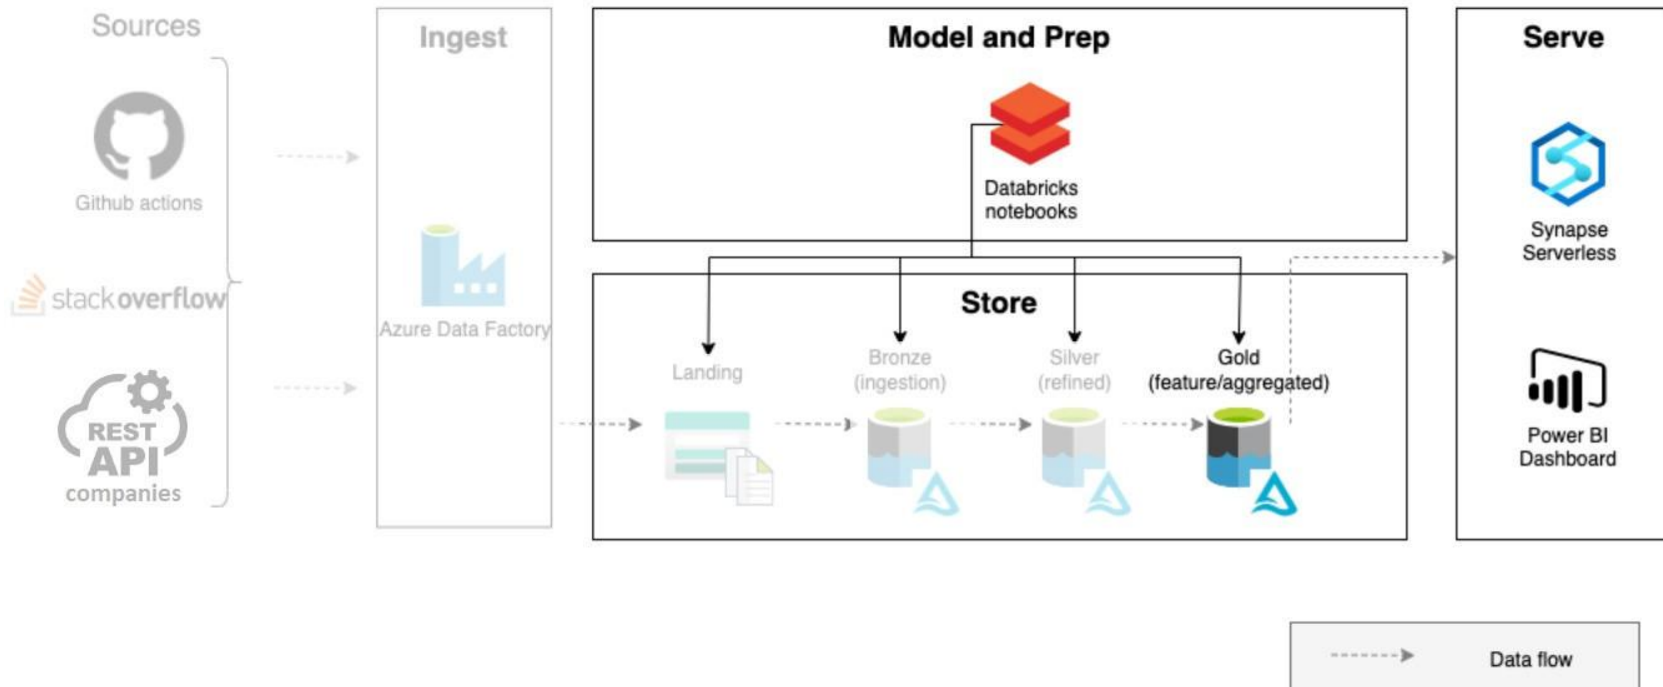 Sources
Github actions
stackoverflow
REST
API
companies
Ingest
Azure Data Factory
Model and Prep
Databricks
notebooks
Store
Landing
Bronze
(ingestion)
Silver
(refined)
Gold
(feature/aggregated)
Serve
Synapse
Serverless
Power BI
Dashboard
Data flow